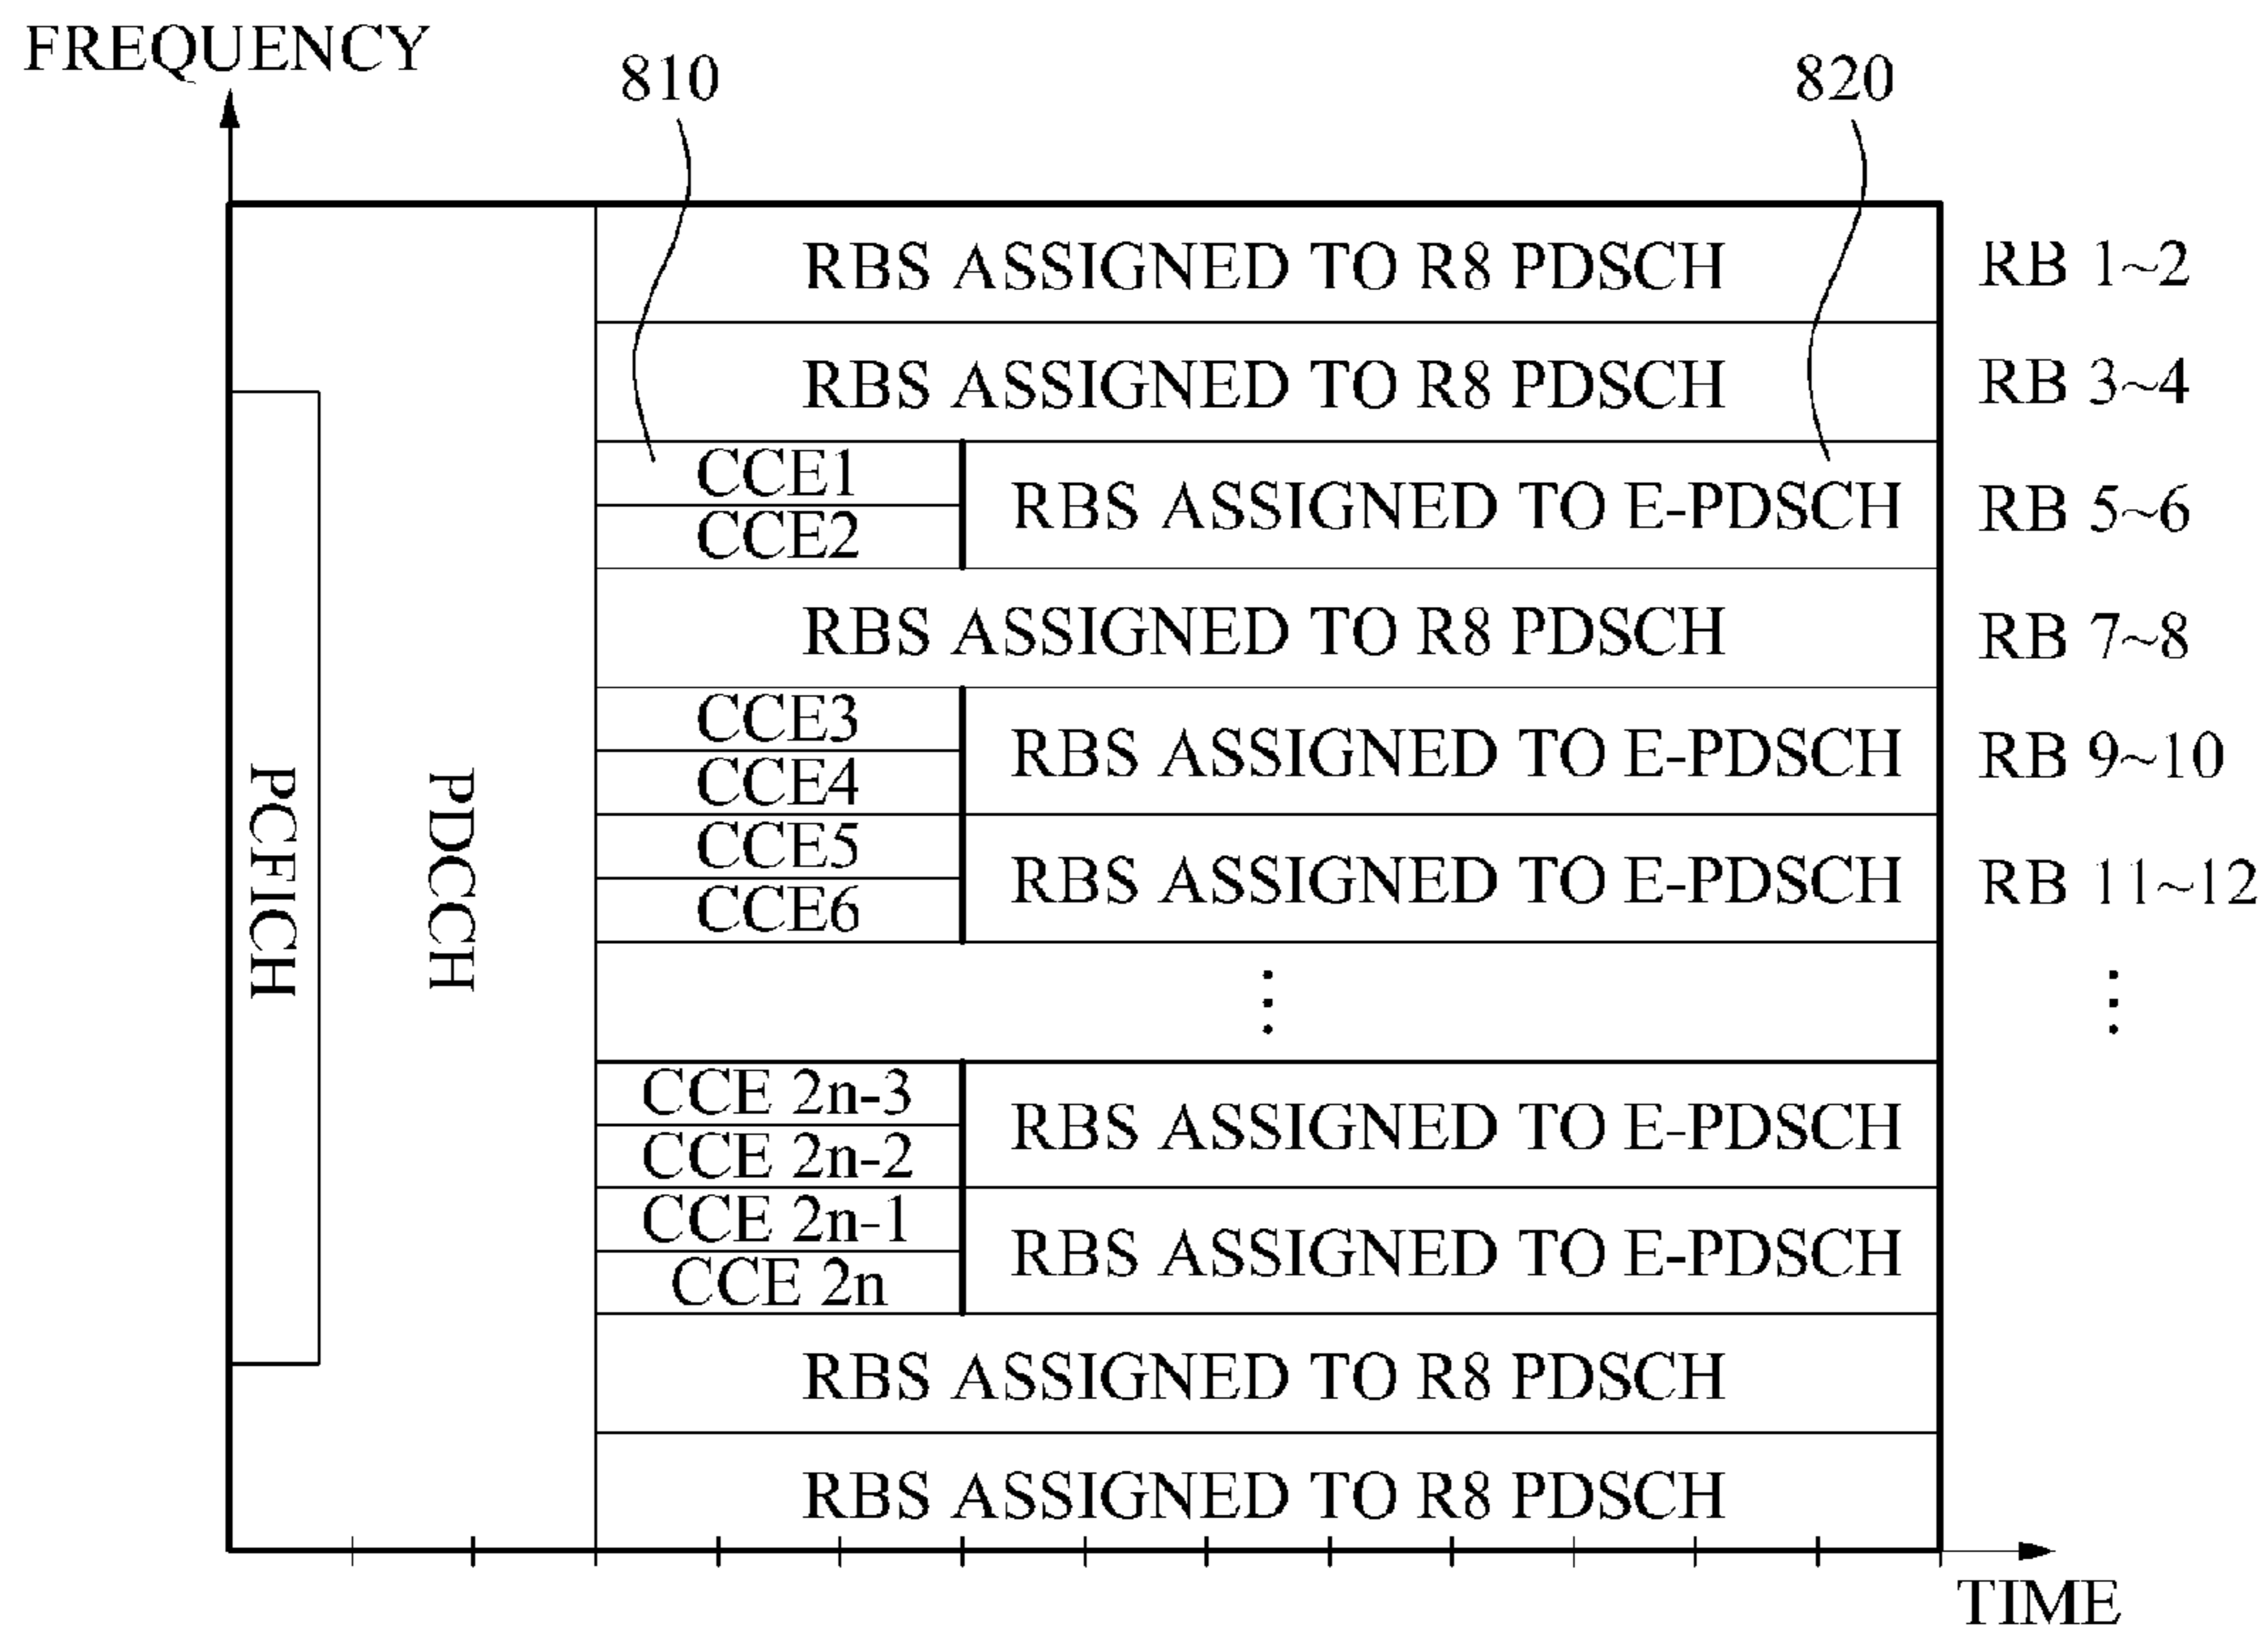 FREQUENCY
810
820
RBS ASSIGNED TO R8 PDSCH
RB 1~2
RBS ASSIGNED TO R8 PDSCH
RB 3~4
CCE1
CCE2
RBS ASSIGNED TO E-PDSCH
RB 5~6
RBS ASSIGNED TO R8 PDSCH
RB 7~8
CCE3
CCE4
RBS ASSIGNED TO E-PDSCH
RB 9~10
CCE5
CCE6
RBS ASSIGNED TO E-PDSCH
RB 11~12
PCFICH
PDCCH
CCE 2n-3
CCE 2n-2
RBS ASSIGNED TO E-PDSCH
CCE 2n-1
CCE 2n
RBS ASSIGNED TO E-PDSCH
RBS ASSIGNED TO R8 PDSCH
RBS ASSIGNED TO R8 PDSCH
TIME